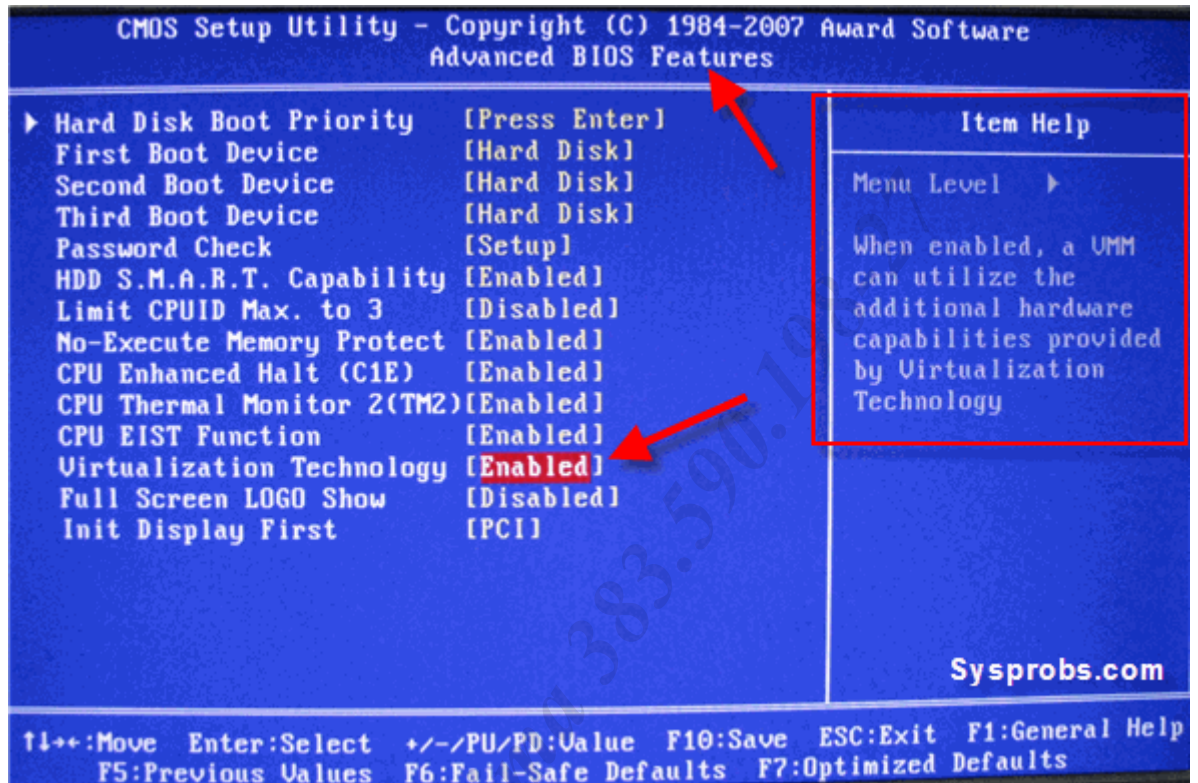 CMOS Setup Utility - Copyright (C) 1984-2007 Award Software
Advanced BIOS Features
Hard Disk Boot Priority [Press Enter]
First Boot Device [Hard Disk]
Second Boot Device [Hard Disk]
Third Boot Device [Hard Disk]
Password Check [Setup]
HDD S.M.A.R.T. Capability [Enabled]
Limit CPUID Max. to 3 [Disabled]
No-Execute Memory Protect [Enabled]
CPU Enhanced Halt (C1E) [Enabled]
CPU Thermal Monitor 2(TM2)[Enabled]
CPU EIST Function [Enabled]
Virtualization Technology [Enabled]
Full Screen LOGO Show [Disabled]
Init Display First [PCI]
Item Help
Menu Level
When enabled, a VMM
can utilize the
additional hardware
capabilities provided
by Virtualization
Technology
Sysprobs.com
↑↓→←:Move Enter:Select +/-/PU/PD:Value F10:Save ESC:Exit F1:General Help
F5:Previous Values F6:Fail-Safe Defaults F7:Optimized Defaults